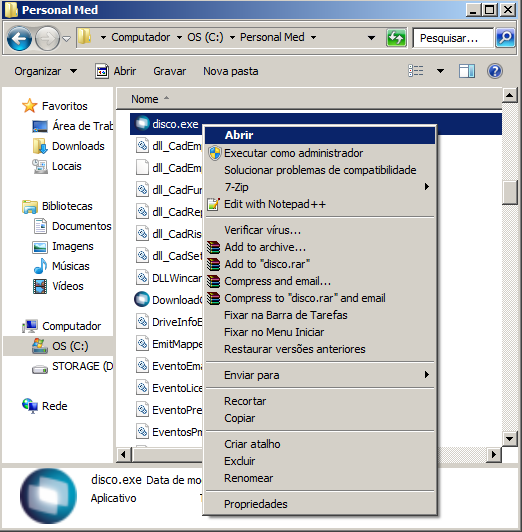 Personal Med
Computador OS (C:) Personal Med
Pesquisar...
Organizar Abrir Gravar Nova pasta
Favoritos
Área de Trab
Downloads
Locais
Bibliotecas
Documentos
Imagens
Músicas
Vídeos
Computador
OS (C:)
STORAGE (D
Rede
Nome
disco.exe
dll_CadEm
dll_CadEm
dll_CadFun
dll_CadRep
dll_CadRis
dll_CadSet
DLLWincar
DownloadC
DriveInfoE
EmitMappe
EventoEma
EventoLice
EventoPre
EventosPm
Abrir
Executar como administrador
Solucionar problemas de compatibilidade
7-Zip
Edit with Notepad++
Verificar vírus...
Add to archive...
Add to "disco.rar"
Compress and email...
Compress to "disco.rar" and email
Fixar na Barra de Tarefas
Fixar no Menu Iniciar
Restaurar versões anteriores
Enviar para
Recortar
Copiar
Criar atalho
Excluir
Renomear
Propriedades
disco.exe Data de mo
Aplicativo